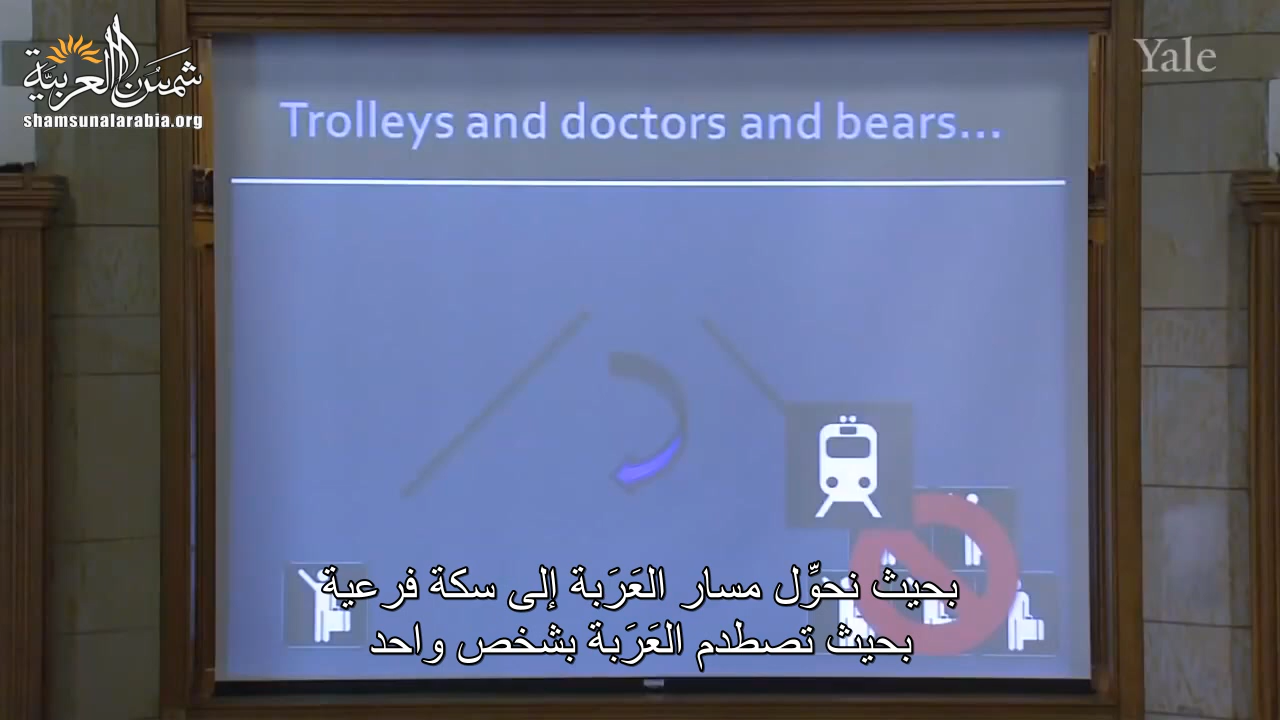 شمس العربية
shamsunalarabia.org
Yale
Trolleys and doctors and bears...
بحيث نحوِّل مسار العَرَبة إلى سكة فرعية
بحيث تصطدم العَرَبة بشخص واحد